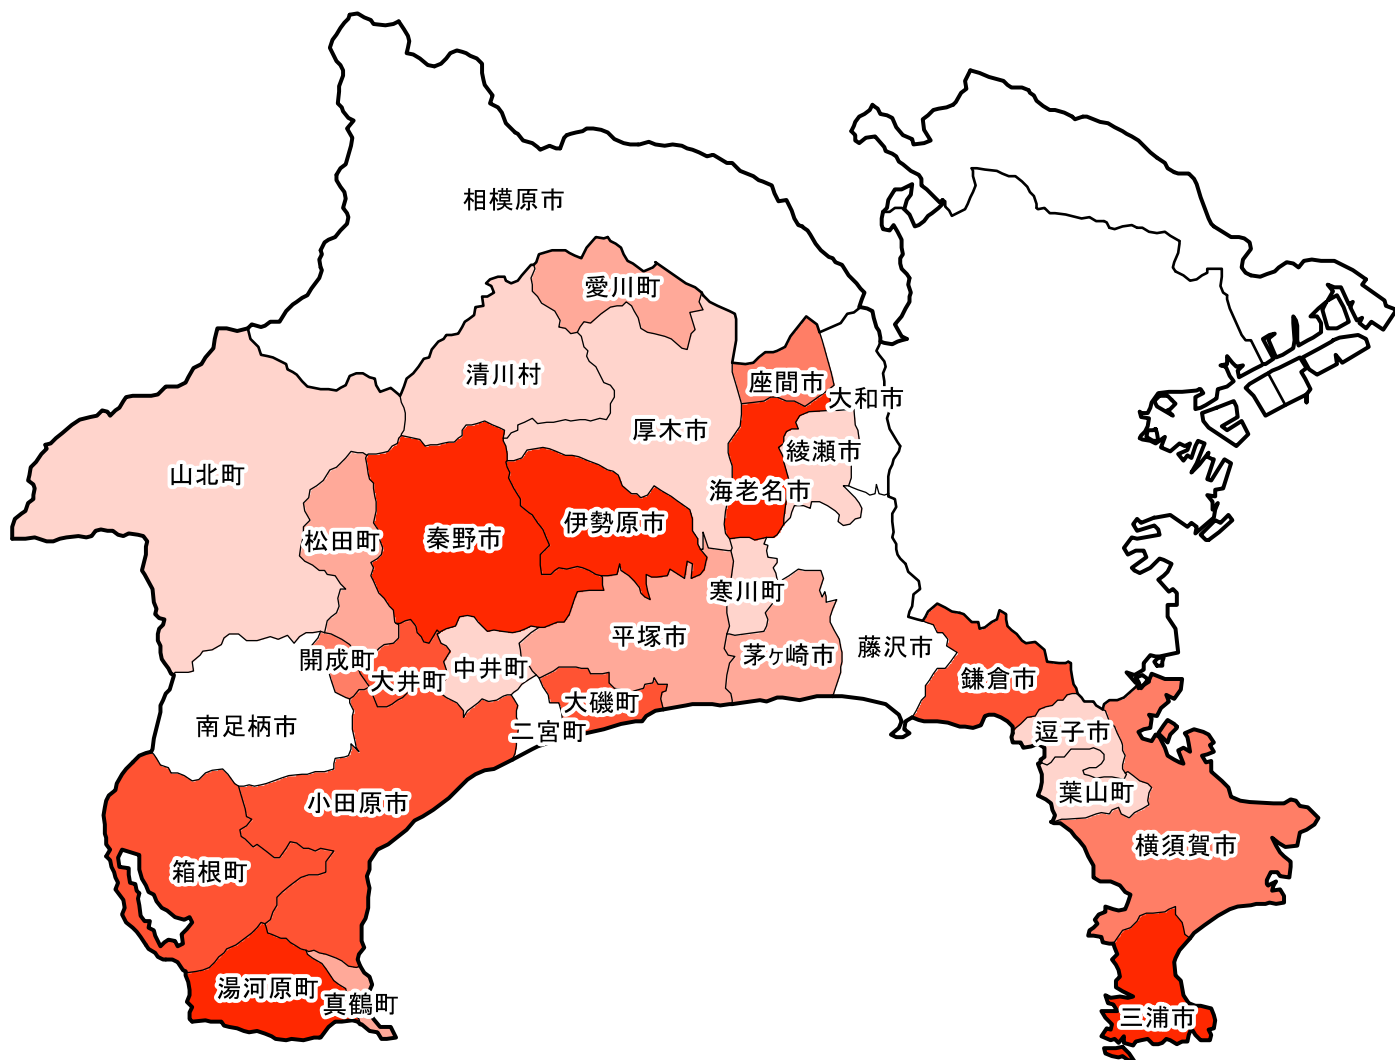 相模原市
愛川町
清川村
座間市
大和市
厚木市
綾瀬市
山北町
海老名市
伊勢原市
秦野市
松田町
寒川町
平塚市
藤沢市
茅ヶ崎市
開成町
中井町
大井町
鎌倉市
大磯町
南足柄市
二宮町
逗子市
葉山町
小田原市
横須賀市
箱根町
湯河原町
真鶴町
三浦市